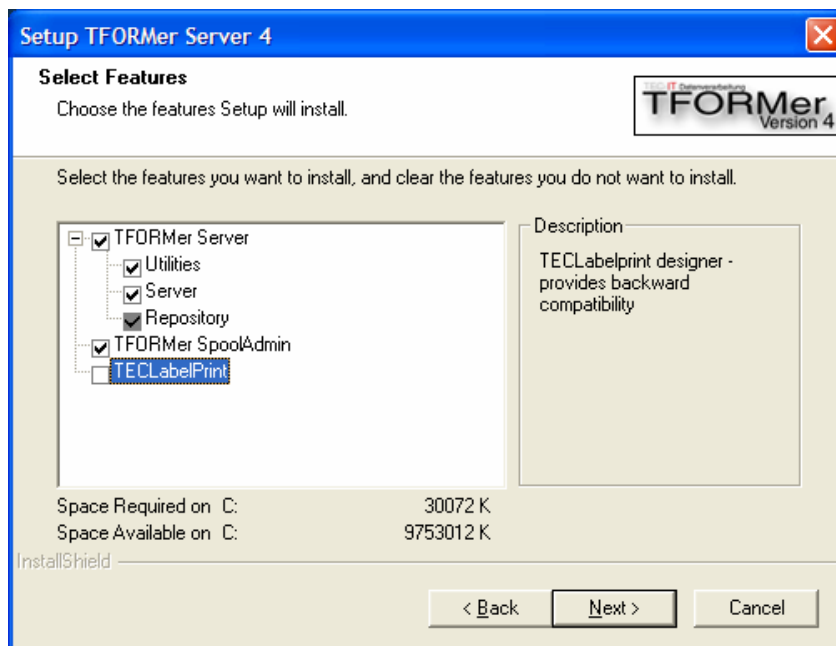 Setup TFORMer Server 4
Select Features
Choose the features Setup will install.
TEC-IT Datenverarbeitung
TFORMer
Version 4
Select the features you want to install, and clear the features you do not want to install.
TFORMer Server
Utilities
Server
Repository
TFORMer SpoolAdmin
TECLabelPrint
Description
TECLabelprint designer -
provides backward
compatibility
Space Required on C: 30072 K
Space Available on C: 9753012 K
InstallShield
< Back Next > Cancel